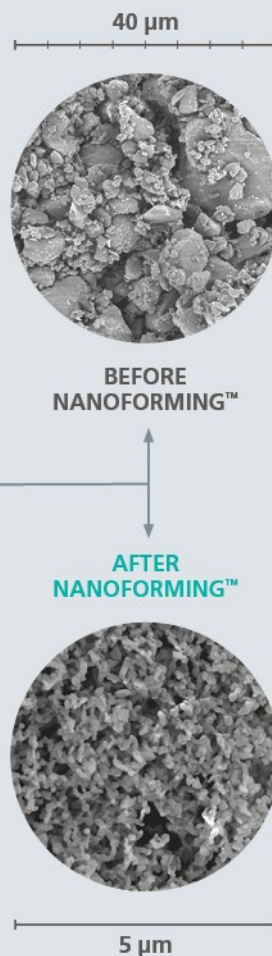 40 µm
BEFORE
NANOFORMING™
AFTER
NANOFORMING™
5 µm